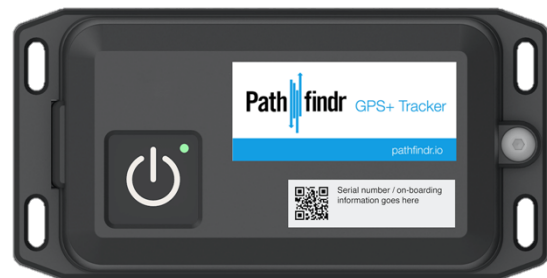 Path findr GPS+ Tracker
pathfindr.io
Serial number / on-boarding
information goes here